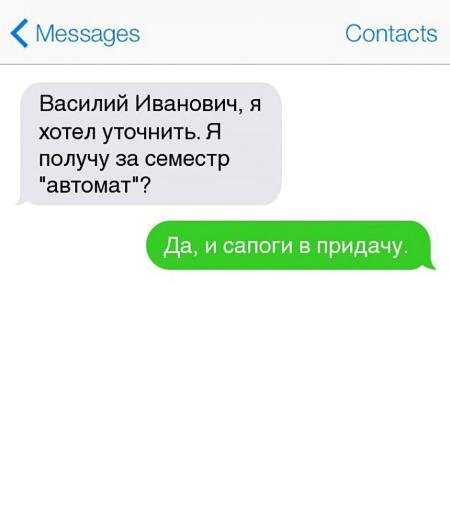 Messages Contacts
Василий Иванович, я
хотел уточнить. Я
получу за семестр
"автомат"?
Да, и сапоги в придачу.